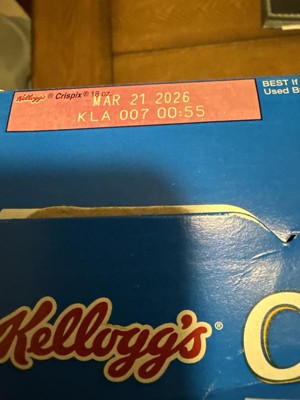 Kellogg's® Crispix® 18 oz
MAR 21 2026
KLA 007 00:55
BEST If
Used B
Kellogg's®
C